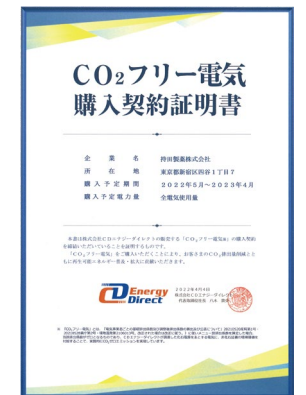 CO2フリー電気
購入契約証明書
企業名 持田製薬株式会社
所在地 東京都新宿区四谷1丁目7
購入予定期間 2022年5月~2023年4月
購入予定電力量 全電気使用量
本書は株式会社CDエナジーダイレクトの販売する「CO2フリー電気※」の購入契約
を締結いただいていることを証明するものです。
「CO2フリー電気」をご購入いただくことにより、お客さまのCO2排出量削減とと
もに再生可能エネルギー普及・拡大に貢献いただきます。
CD Energy
Direct
2022年4月4日
株式会社CDエナジーダイレクト
代表取締役社長